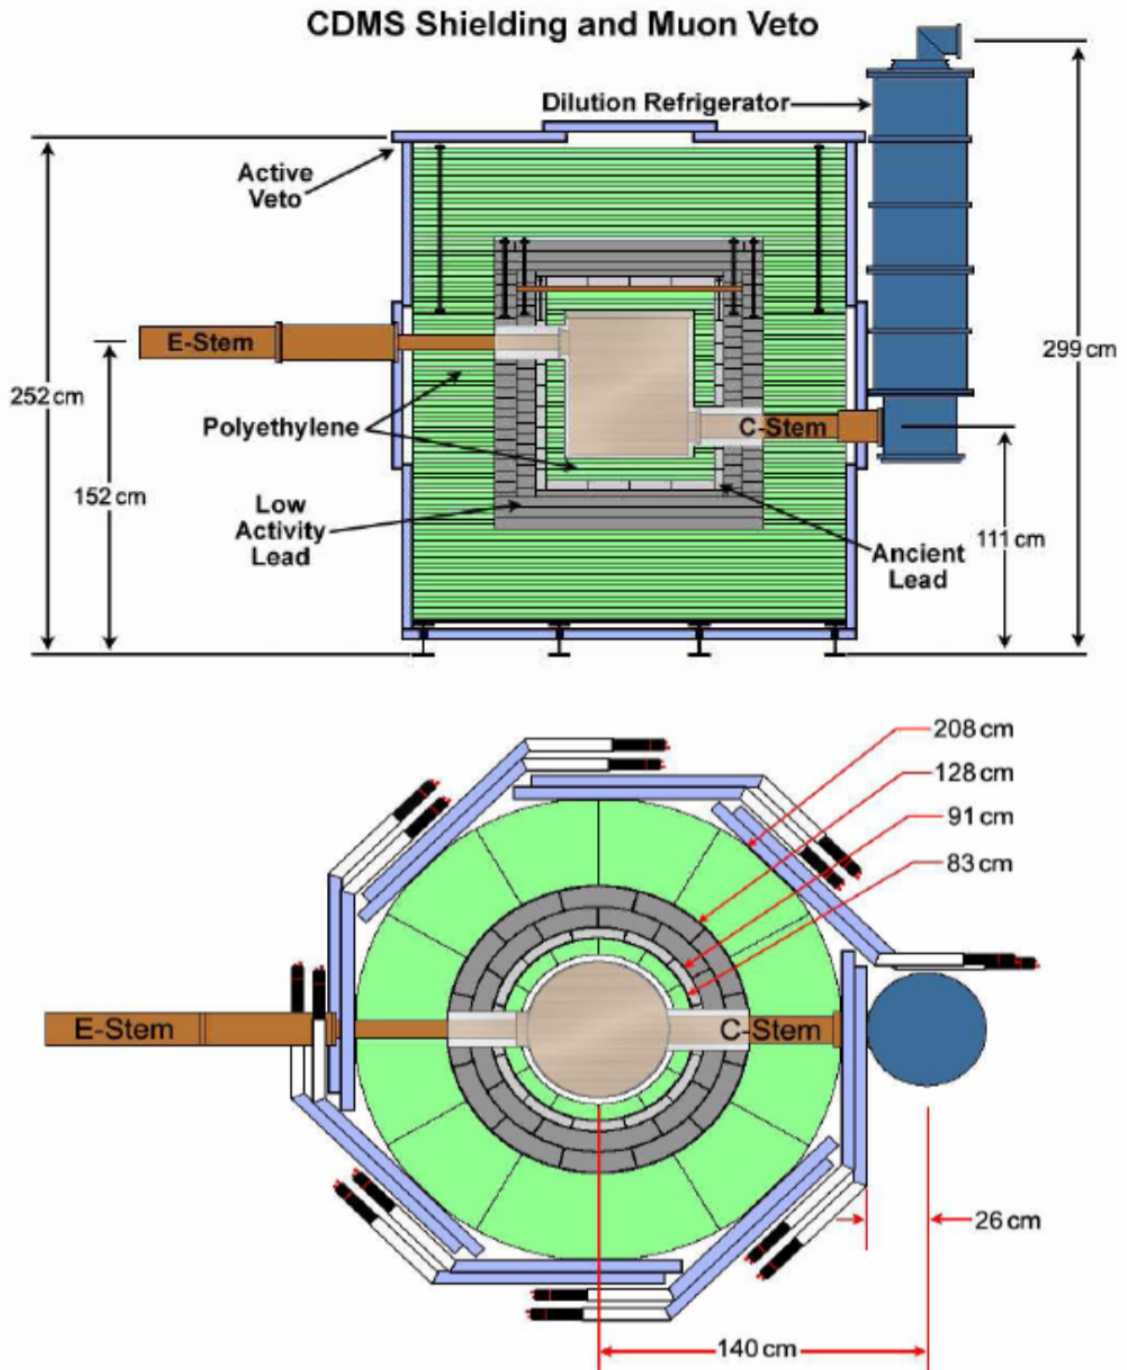 CDMS Shielding and Muon Veto
Dilution Refrigerator
Active
Veto
E-Stem
299 cm
252 cm
Polyethylene
C-Stem
152 cm
Low
Activity
Lead
111 cm
Ancient
Lead
208 cm
128 cm
91 cm
83 cm
E-Stem
C-Stem
26 cm
140 cm